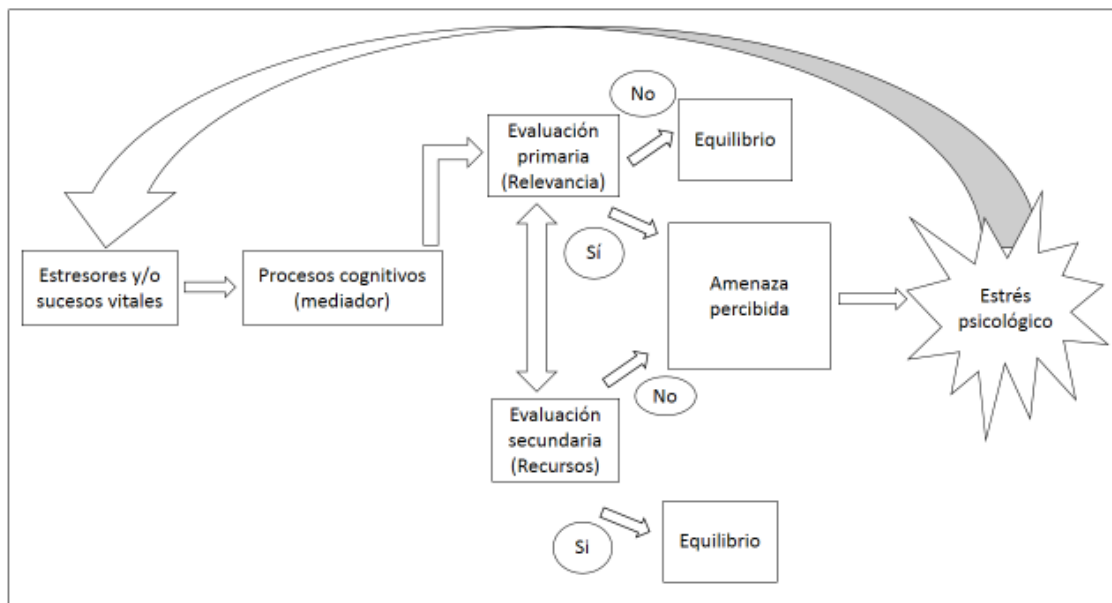 No
Evaluación
primaria
(Relevancia)
Equilibrio
Sí
Estresores y/o
sucesos vitales
Procesos cognitivos
(mediador)
Amenaza
percibida
Estrés
psicológico
No
Evaluación
secundaria
(Recursos)
Si
Equilibrio